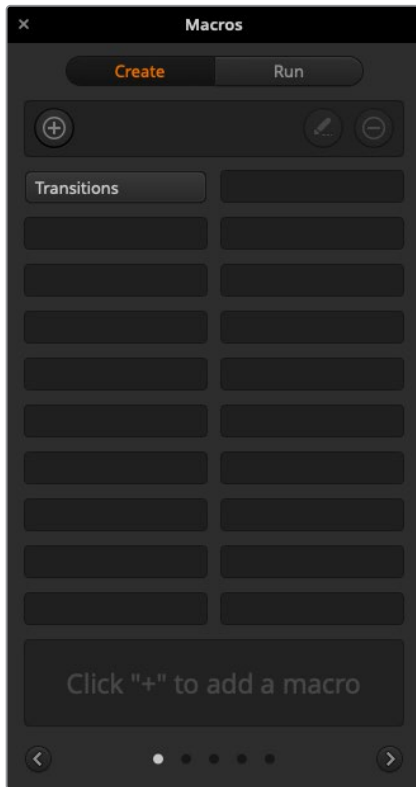 Macros
Create
Run
Transitions
Click "+" to add a macro